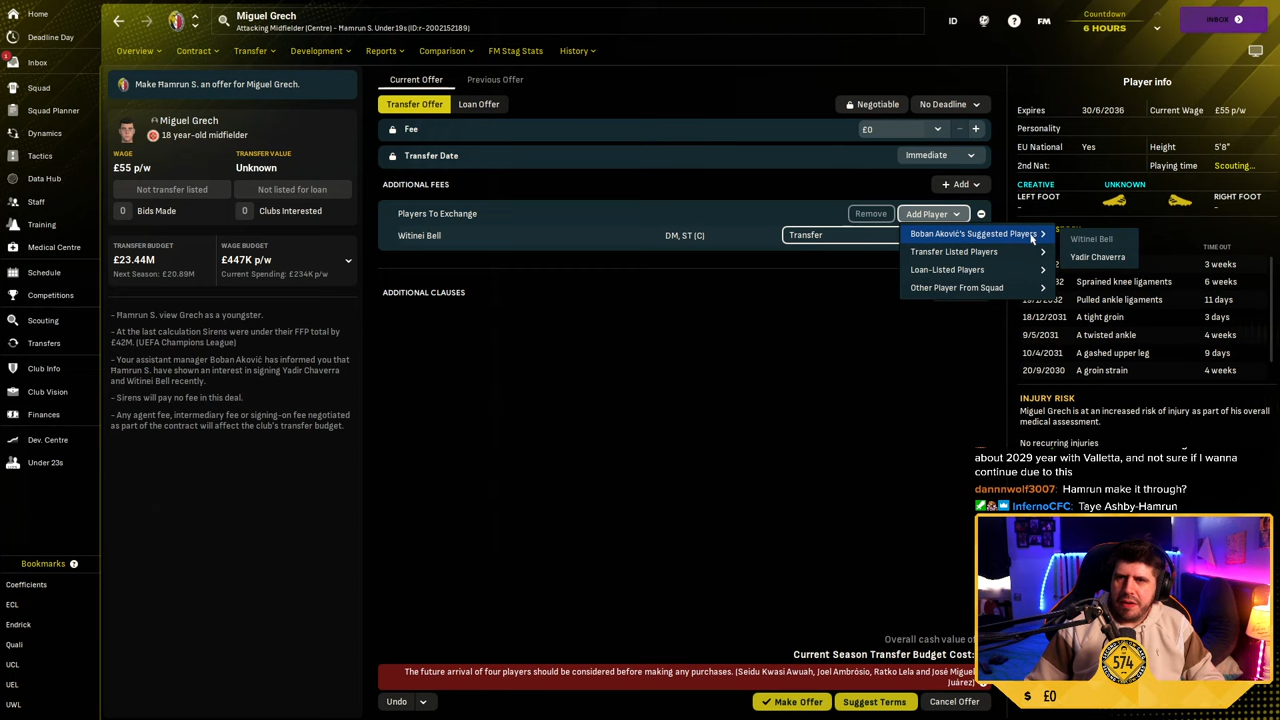 Home
Deadline Day
1
Inbox
Squad
Squad Planner
Dynamics
Tactics
Data Hub
Staff
Training
Medical Centre
Schedule
Competitions
Scouting
Transfers
Club Info
Club Vision
Finances
Dev. Centre
Under 23s
Bookmarks ?
Coefficients
ECL
Endrick
Quali
UCL
UEL
UWL
Miguel Grech
Attacking Midfielder (Centre) - Hamrun S. Under19s (ID:r-2002152189)
ID
?
FM
Countdown
6 HOURS
INBOX
Overview
Contract
Transfer
Development
Reports
Comparison
FM Stag Stats
History
Make Ħamrun S. an offer for Miguel Grech.
Miguel Grech
18 year-old midfielder
WAGE
TRANSFER VALUE
£55 p/w
Unknown
Not transfer listed
Not listed for loan
0 Bids Made
0 Clubs Interested
TRANSFER BUDGET
WAGE BUDGET
£23.44M
£447K p/w
Next Season: £20.89M
Current Spending: £234K p/w
- Ħamrun S. view Grech as a youngster.
- At the last calculation Sirens were under their FFP total by
£42M. (UEFA Champions League)
- Your assistant manager Boban Aković has informed you that
Ħamrun S. have shown an interest in signing Yadir Chaverra
and Witinei Bell recently.
- Sirens will pay no fee in this deal.
- Any agent fee, intermediary fee or signing-on fee negotiated
as part of the contract will affect the club's transfer budget.
Current Offer
Previous Offer
Transfer Offer
Loan Offer
Negotiable
No Deadline
Fee
£0
Transfer Date
Immediate
ADDITIONAL FEES
+ Add
Players To Exchange
Remove
Add Player
Witinei Bell
DM, ST (C)
Transfer
Boban Aković's Suggested Players
Transfer Listed Players
Loan-Listed Players
Other Player From Squad
Witinei Bell
Yadir Chaverra
ADDITIONAL CLAUSES
Overall cash value of
Current Season Transfer Budget Cost:
The future arrival of four players should be considered before making any purchases. (Seidu Kwasi Awuah, Joel Ambrósio, Ratko Lela and José Miguel
Juárez)
Undo
Make Offer
Suggest Terms
Cancel Offer
Player info
Expires 30/6/2036
Current Wage £55 p/w
Personality
EU National Yes
Height 5'8"
2nd Nat: -
Playing time Scouting...
CREATIVE
UNKNOWN
LEFT FOOT
RIGHT FOOT
-
-
TIME OUT
3 weeks
Sprained knee ligaments 6 weeks
Pulled ankle ligaments 11 days
18/12/2031 A tight groin 3 days
9/5/2031 A twisted ankle 4 weeks
10/4/2031 A gashed upper leg 9 days
20/9/2030 A groin strain 4 weeks
INJURY RISK
Miguel Grech is at an increased risk of injury as part of his overall
medical assessment.
No recurring injuries
about 2029 year with Valletta, and not sure if I wanna
continue due to this
dannnwolf3007: Hamrun make it through?
InfernoCFC: Taye Ashby-Hamrun
574
$ £0